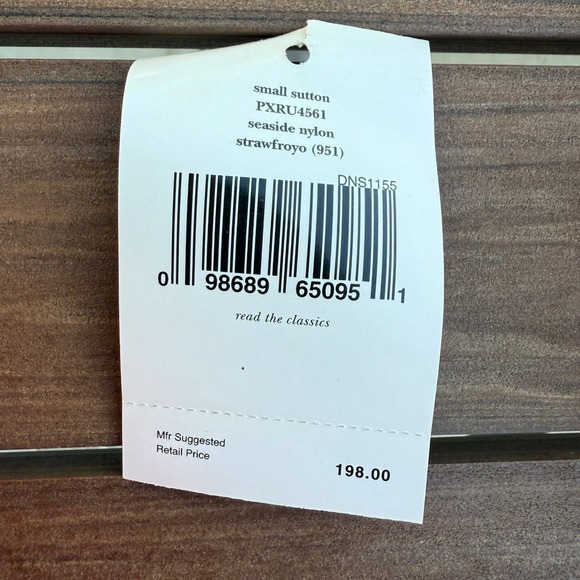 small sutton
PXRU4561
seaside nylon
strawfroyo (951)
DNS1155
0 98689 65095 1
read the classics
Mfr Suggested
Retail Price
198.00